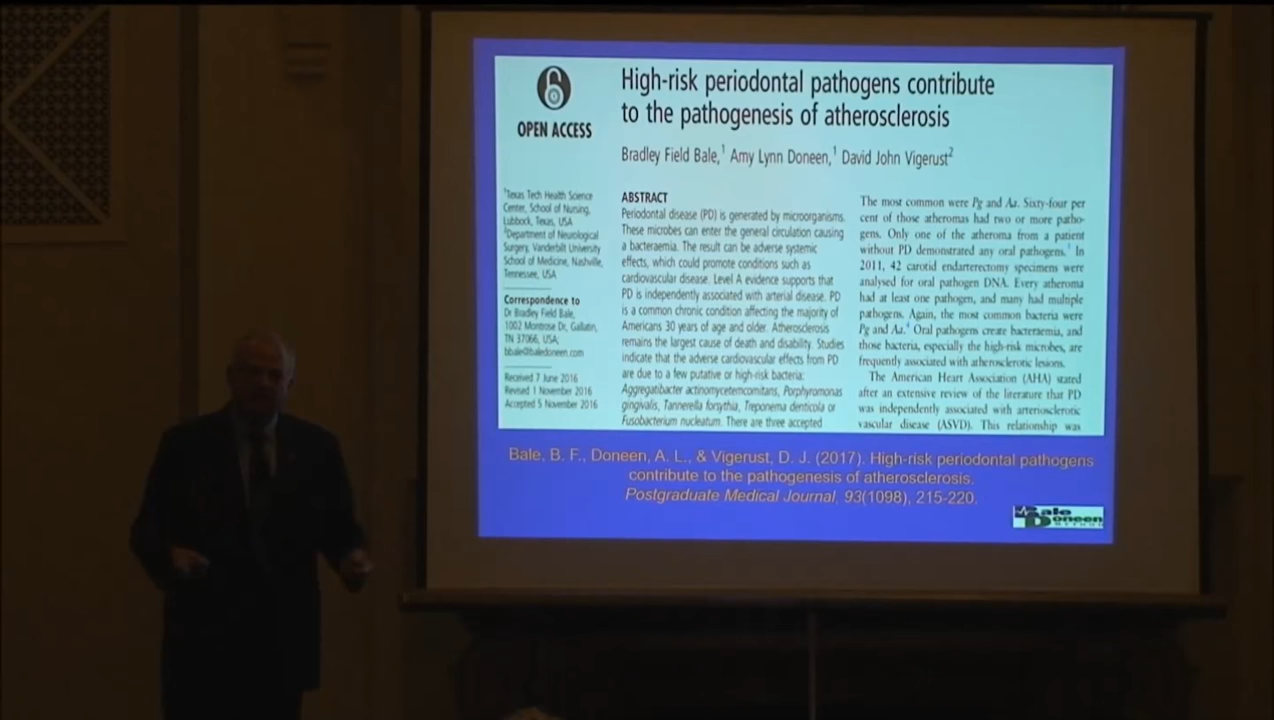 High-risk periodontal pathogens contribute
to the pathogenesis of atherosclerosis
OPEN ACCESS
Bradley Field Bale,1 Amy Lynn Doneen,1 David John Vigerust2
1Texas Tech Health Science
Center, School of Nursing,
Lubbock, Texas, USA
2Department of Neurological
Surgery, Vanderbilt University
School of Medicine, Nashville,
Tennessee, USA
Correspondence to
Dr Bradley Field Bale,
1002 Montrose Dr, Gallatin,
TN 37066, USA;
bbale@baledoneen.com
Received 7 June 2016
Revised 1 November 2016
Accepted 5 November 2016
ABSTRACT
Periodontal disease (PD) is generated by microorganisms.
These microbes can enter the general circulation causing
a bacteraemia. The result can be adverse systemic
effects, which could promote conditions such as
cardiovascular disease. Level A evidence supports that
PD is independently associated with arterial disease. PD
is a common chronic condition affecting the majority of
Americans 30 years of age and older. Atherosclerosis
remains the largest cause of death and disability. Studies
indicate that the adverse cardiovascular effects from PD
are due to a few putative or high-risk bacteria:
Aggregatibacter actinomycetemcomitans, Porphyromonas
gingivalis, Tannerella forsythia, Treponema denticola or
Fusobacterium nucleatum. There are three accepted
The most common were Pg and Aa. Sixty-four per
cent of those atheromas had two or more patho-
gens. Only one of the atheroma from a patient
without PD demonstrated any oral pathogens. In
2011, 42 carotid endarterectomy specimens were
analysed for oral pathogen DNA. Every atheroma
had at least one pathogen, and many had multiple
pathogens. Again, the most common bacteria were
Pg and Aa. Oral pathogens create bacteraemia, and
those bacteria, especially the high-risk microbes, are
frequently associated with atherosclerotic lesions.
The American Heart Association (AHA) stated
after an extensive review of the literature that PD
was independently associated with arteriosclerotic
vascular disease (ASVD). This relationship was
Bale, B. F., Doneen, A. L., & Vigerust, D. J. (2017). High-risk periodontal pathogens
contribute to the pathogenesis of atherosclerosis.
Postgraduate Medical Journal, 93(1098), 215-220.
Bale
Doneen